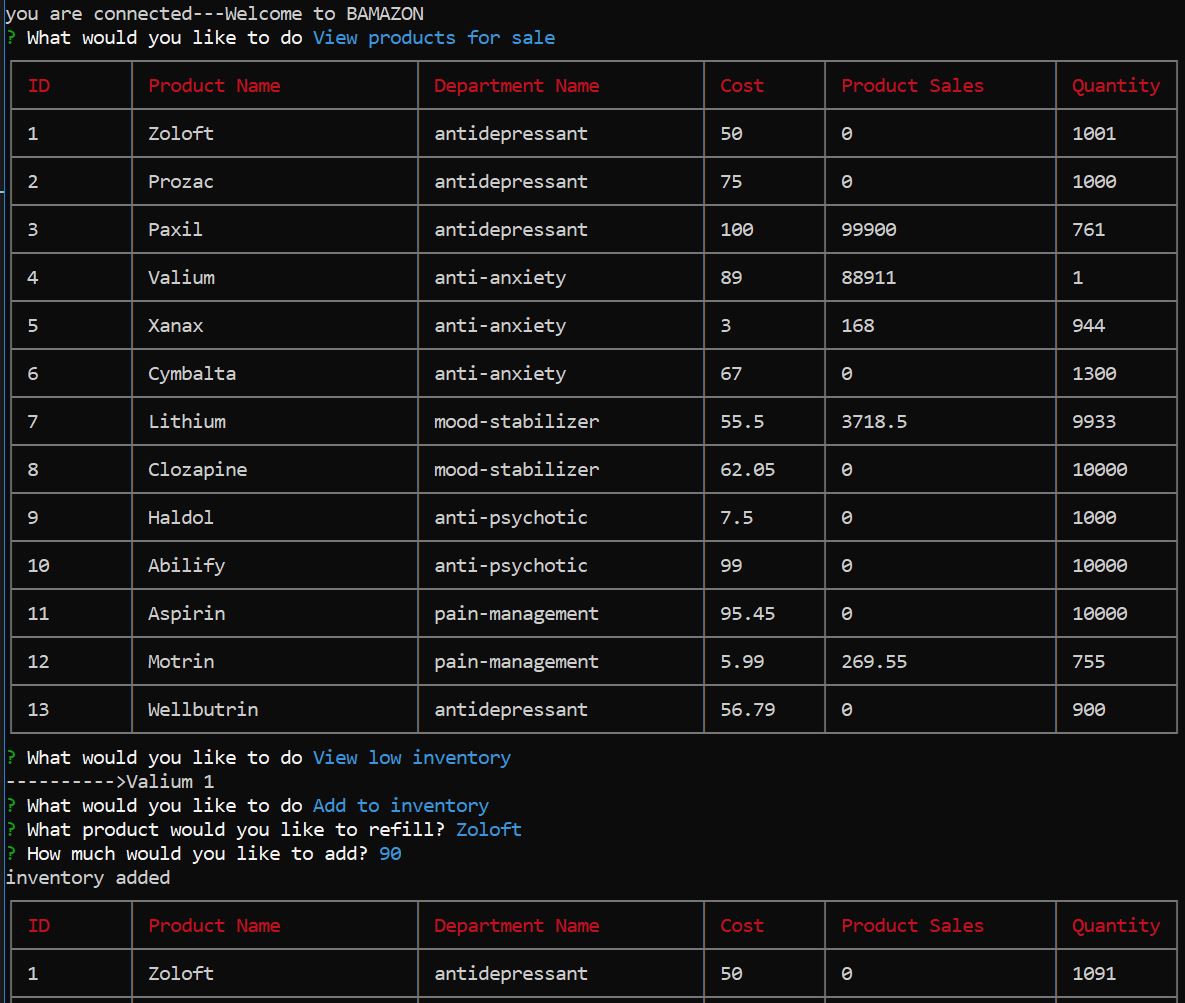 you are connected---Welcome to BAMAZON
? What would you like to do View products for sale
ID Product Name Department Name Cost Product Sales Quantity
1 Zoloft antidepressant 50 0 1001
2 Prozac antidepressant 75 0 1000
3 Paxil antidepressant 100 99900 761
4 Valium anti-anxiety 89 88911 1
5 Xanax anti-anxiety 3 168 944
6 Cymbalta anti-anxiety 67 0 1300
7 Lithium mood-stabilizer 55.5 3718.5 9933
8 Clozapine mood-stabilizer 62.05 0 10000
9 Haldol anti-psychotic 7.5 0 1000
10 Abilify anti-psychotic 99 0 10000
11 Aspirin pain-management 95.45 0 10000
12 Motrin pain-management 5.99 269.55 755
13 Wellbutrin antidepressant 56.79 0 900
? What would you like to do View low inventory
---------->Valium 1
? What would you like to do Add to inventory
? What product would you like to refill? Zoloft
? How much would you like to add? 90
inventory added
ID Product Name Department Name Cost Product Sales Quantity
1 Zoloft antidepressant 50 0 1091